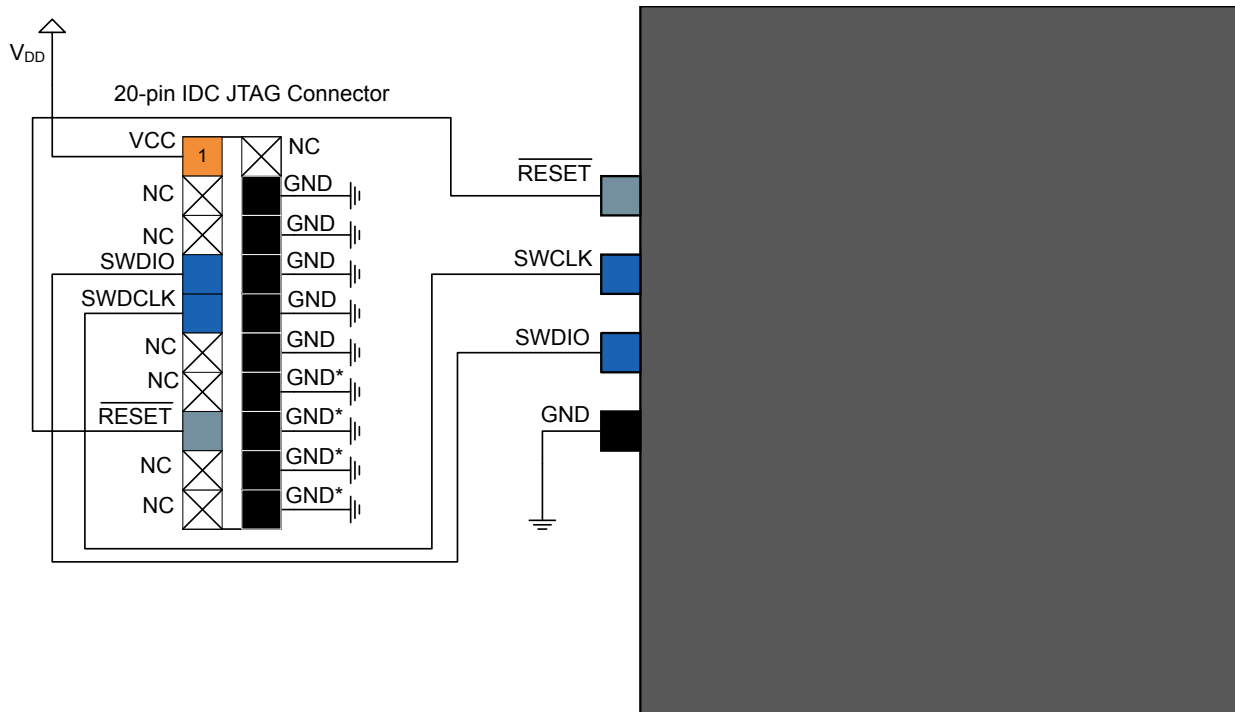 VDD
20-pin IDC JTAG Connector
VCC
1
NC
NC
GND
NC
GND
SWDIO
GND
SWDCLK
GND
NC
GND
NC
GND*
RESET
GND*
NC
GND*
NC
GND*
RESET
SWCLK
SWDIO
GND